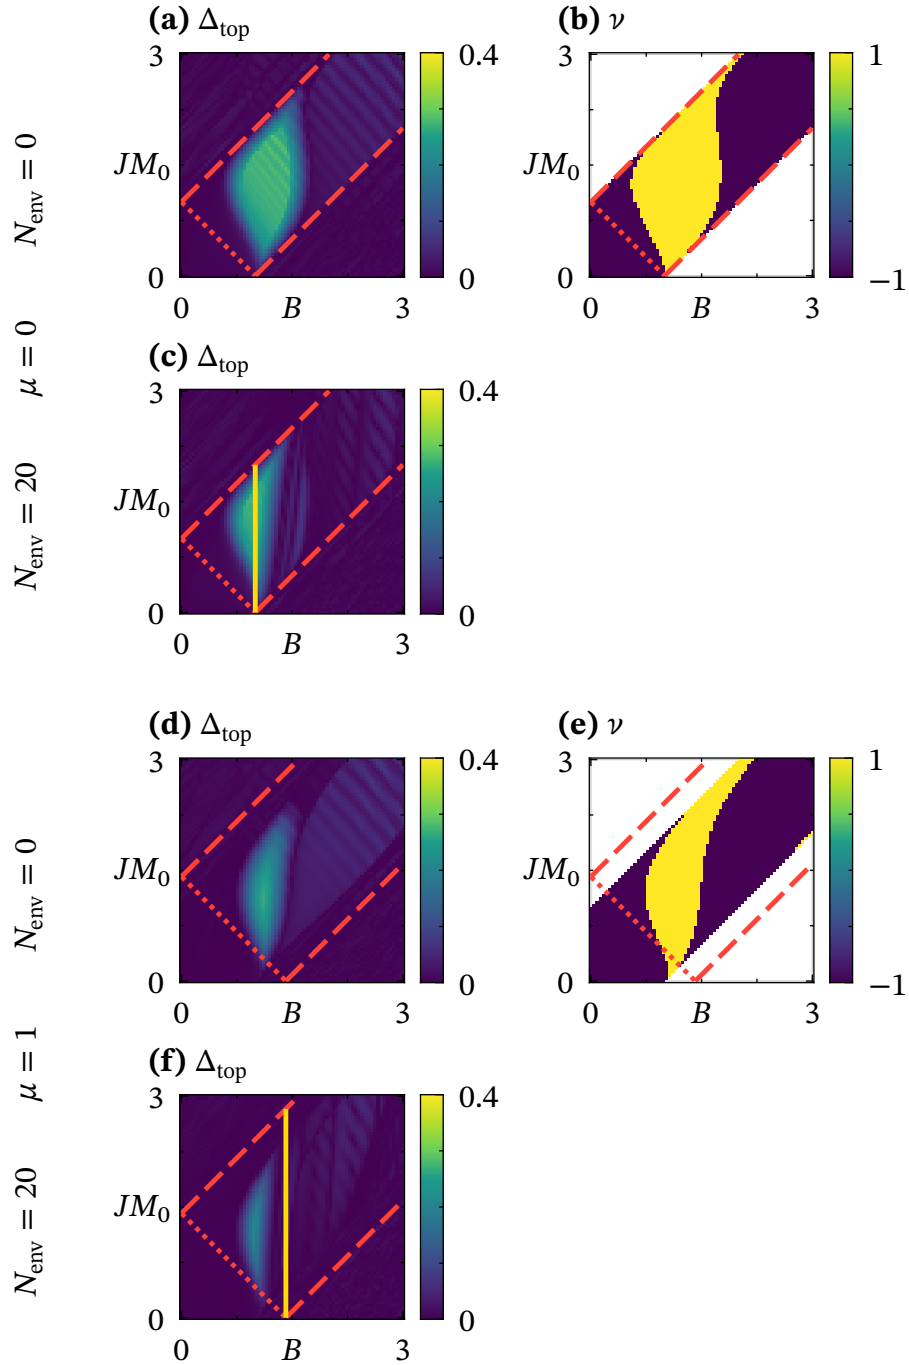 (a) Δtop
(b) ν
3
JM0
0
0 B 3
0.4
0
3
JM0
0
0 B 3
1
−1
Nenv = 0
μ = 0
Nenv = 20
(c) Δtop
3
JM0
0
0 B 3
0.4
0
(d) Δtop
(e) ν
3
JM0
0
0 B 3
0.4
0
3
JM0
0
0 B 3
1
−1
Nenv = 0
μ = 1
Nenv = 20
(f) Δtop
3
JM0
0
0 B 3
0.4
0